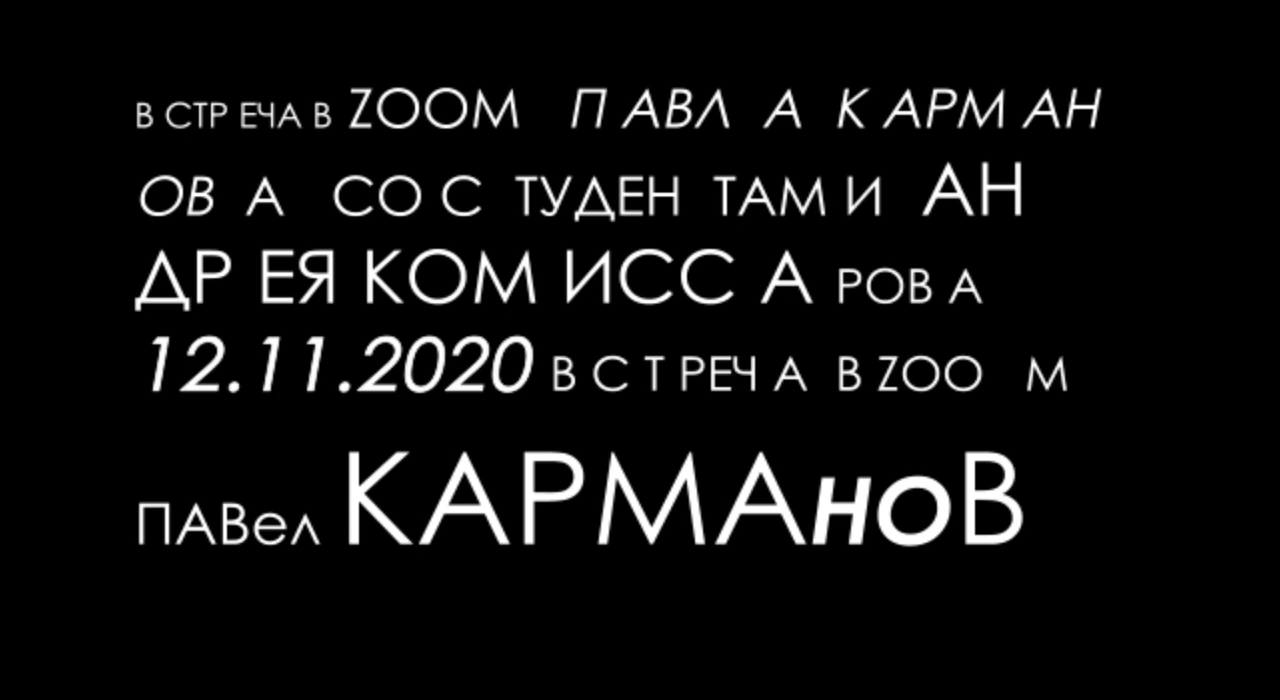 В СТР ЕЧА В ZOOM П АВЛ А К АРМ АН
ОВ А СО С ТУДЕН ТАМ И АН
ДР ЕЯ КОМ ИСС А РОВ А
12.11.2020 В С Т РЕЧ А В ZOO М
ПАВел КАРМАноВ